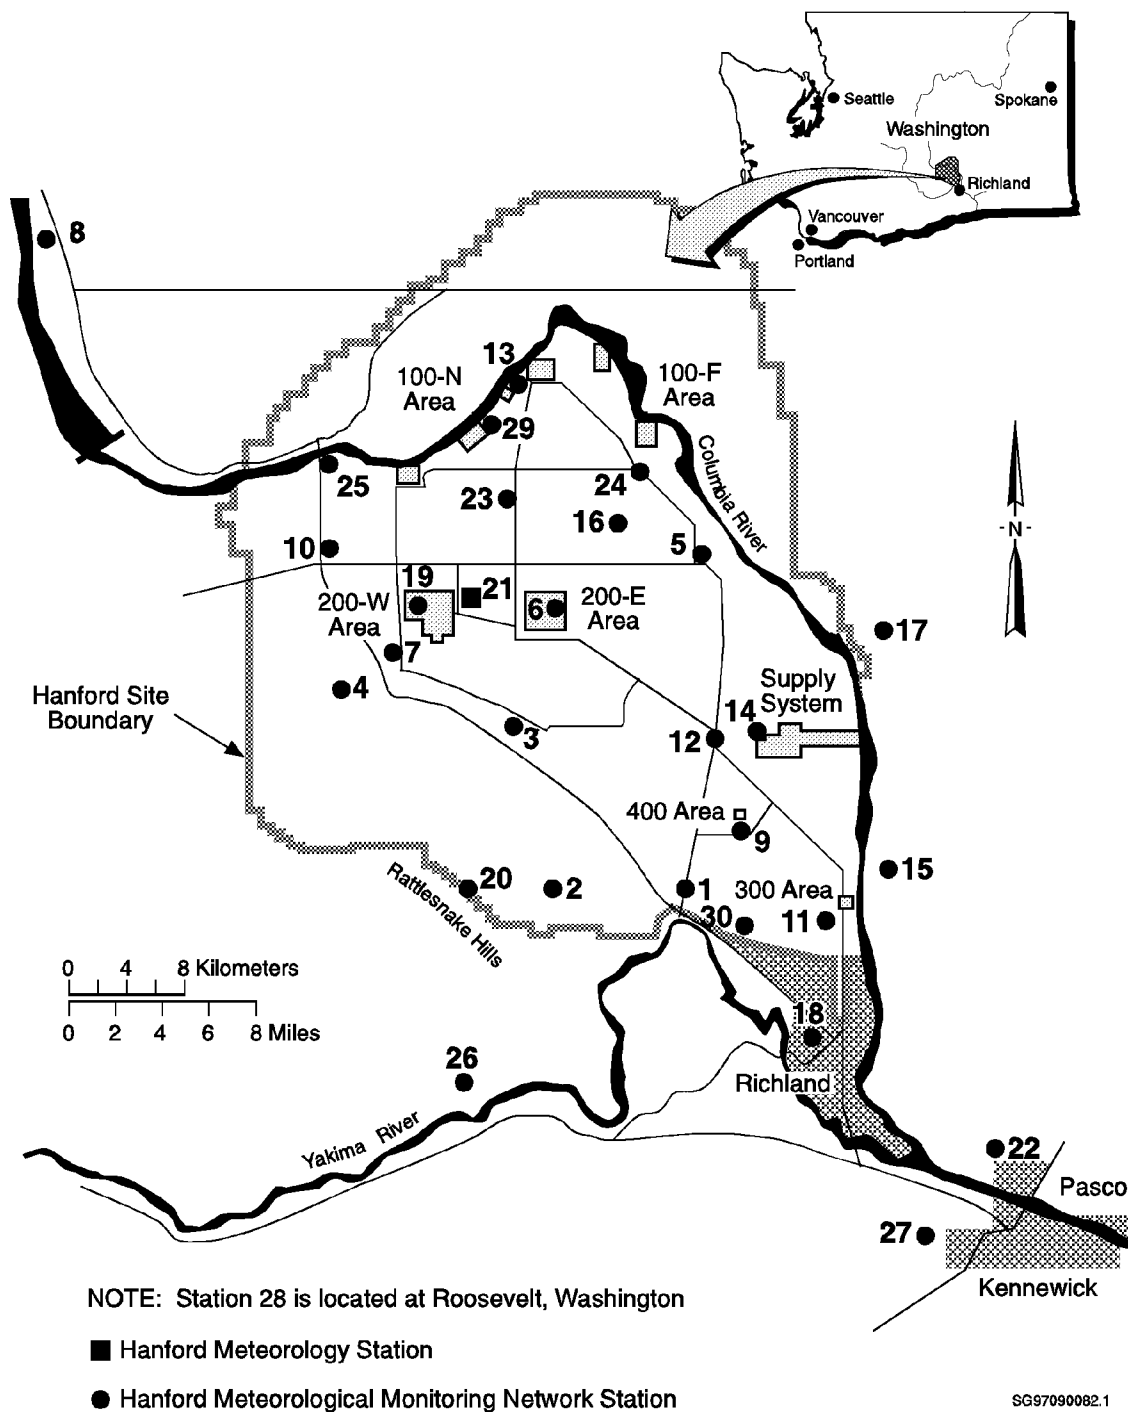 Seattle
Spokane
Washington
Richland
Vancouver
Portland
8
13
100-N
Area
100-F
Area
29
Columbia River
25
23
24
16
10
5
-N-
19
21
200-W
Area
6
200-E
Area
17
7
4
Hanford Site
Boundary
Supply
System
14
3
12
400 Area
9
15
20
2
1
300 Area
Rattlesnake Hills
30
11
0 4 8 Kilometers
0 2 4 6 8 Miles
18
26
Richland
Yakima River
22
Pasco
27
Kennewick
NOTE: Station 28 is located at Roosevelt, Washington
Hanford Meteorology Station
Hanford Meteorological Monitoring Network Station
SG97090082.1